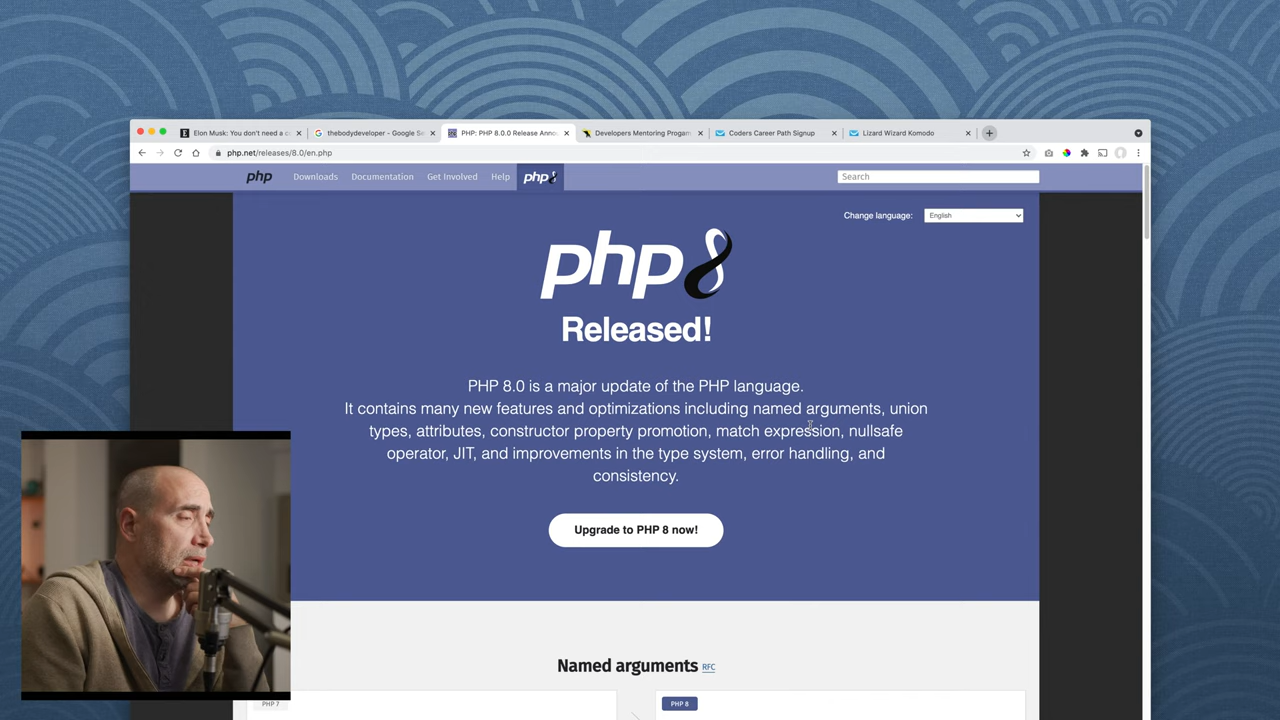 Elon Musk: You don't need a c
thebodydeveloper - Google Se
PHP: PHP 8.0.0 Release Anno
Developers Mentoring Progam
Coders Career Path Signup
Lizard Wizard Komodo
php.net/releases/8.0/en.php
php Downloads Documentation Get Involved Help php8 Search
Change language: English
php8
Released!
PHP 8.0 is a major update of the PHP language.
It contains many new features and optimizations including named arguments, union
types, attributes, constructor property promotion, match expression, nullsafe
operator, JIT, and improvements in the type system, error handling, and
consistency.
Upgrade to PHP 8 now!
Named arguments RFC
PHP 7
PHP 8